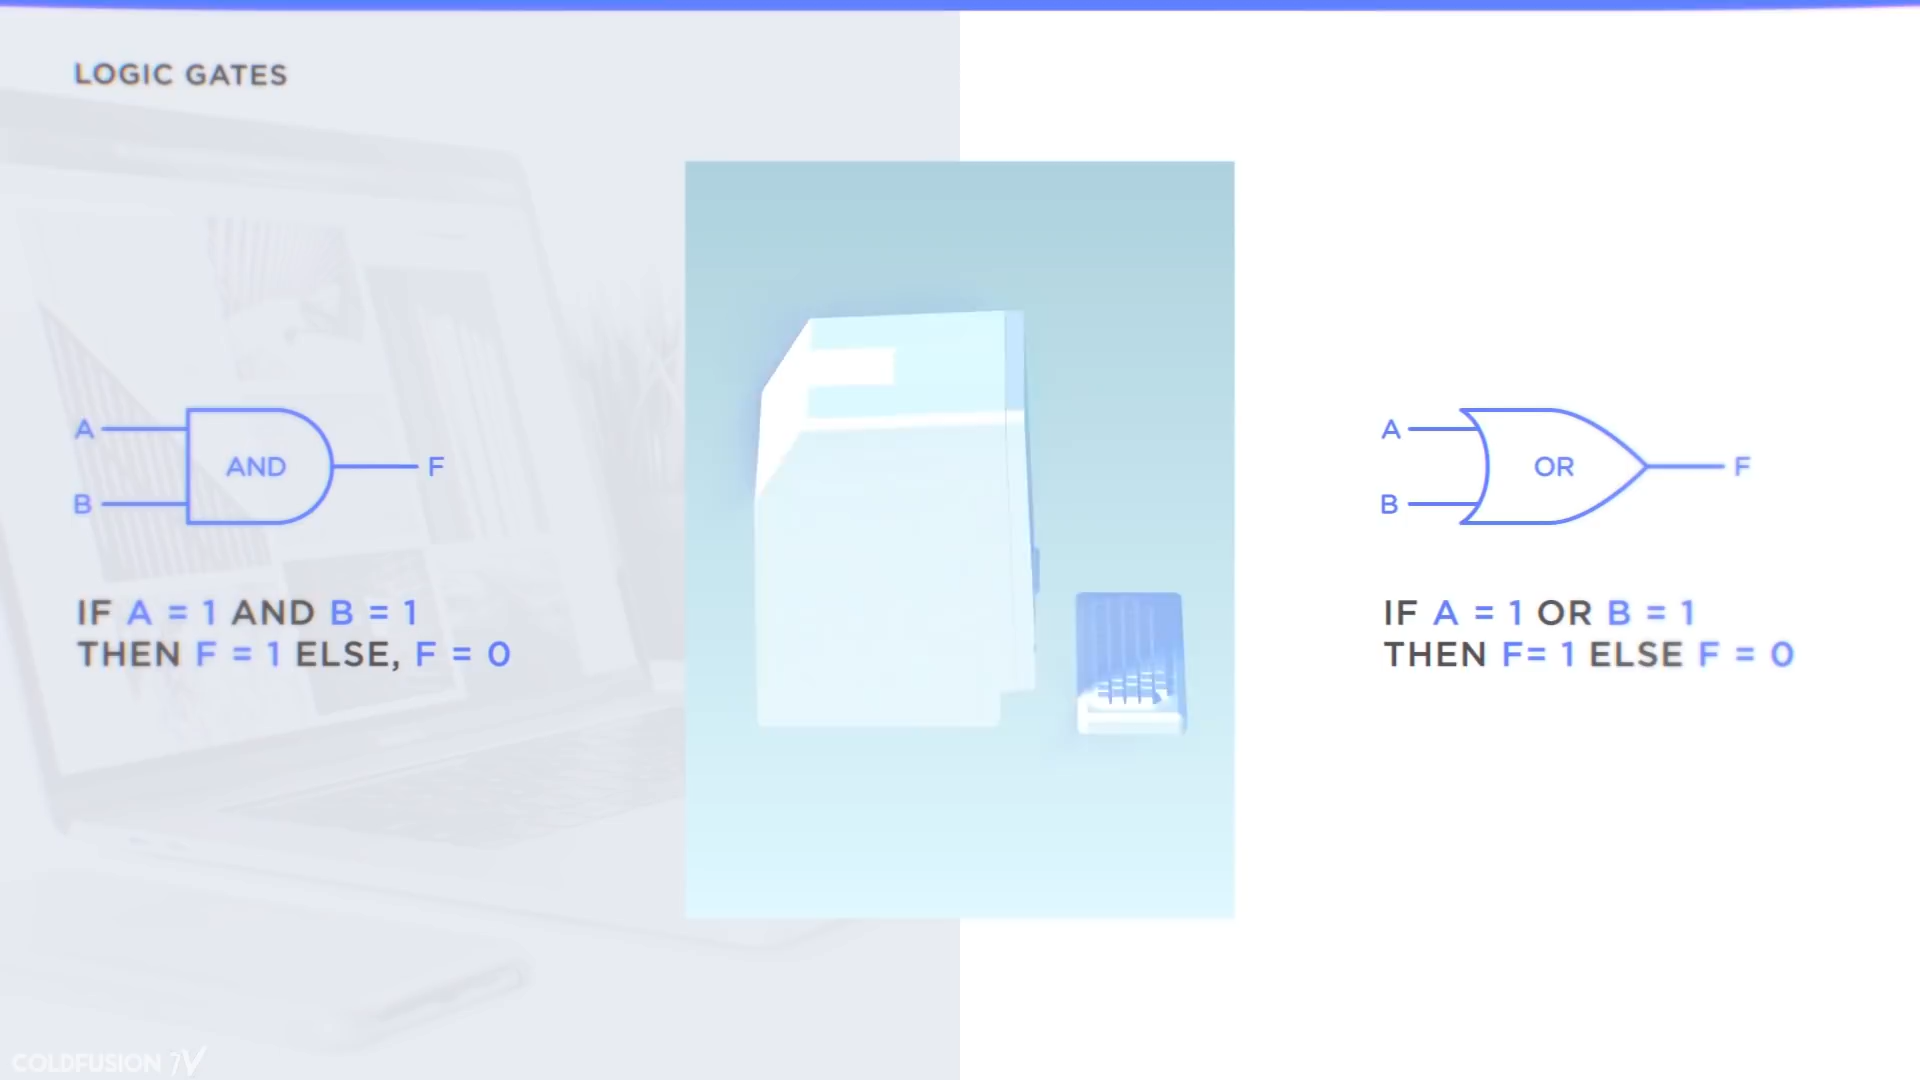 LOGIC GATES
A
B
AND
F
IF A = 1 AND B = 1
THEN F = 1 ELSE, F = 0
A
B
OR
F
IF A = 1 OR B = 1
THEN F= 1 ELSE F = 0
COLDFUSION TV